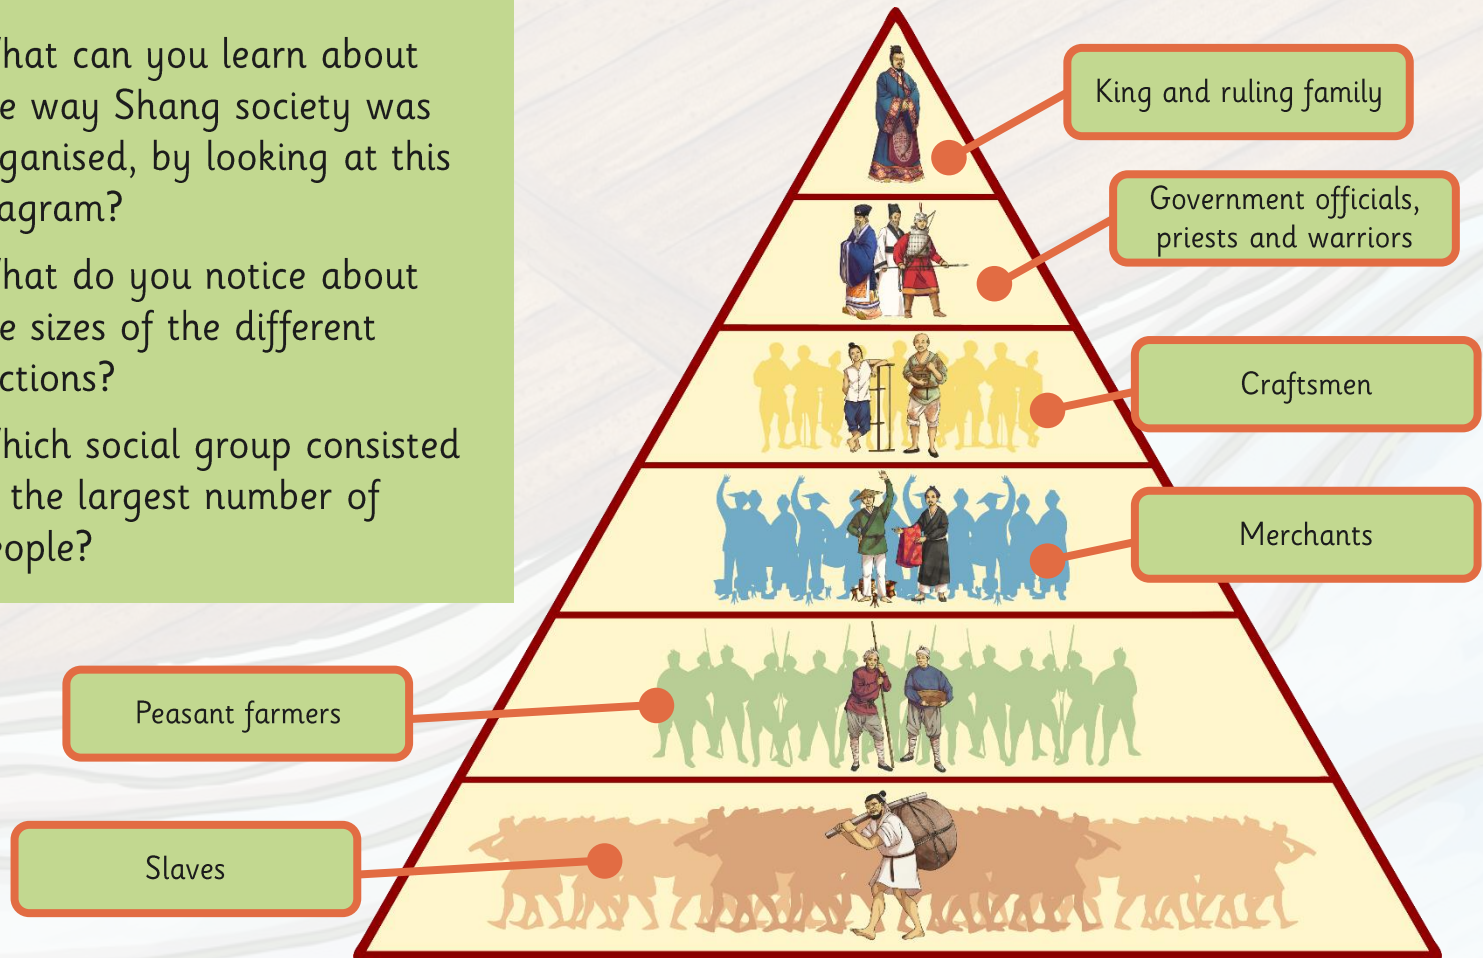 hat can you learn about
e way Shang society was
ganised, by looking at this
agram?
hat do you notice about
e sizes of the different
ctions?
hich social group consisted
the largest number of
eople?
King and ruling family
Government officials,
priests and warriors
Craftsmen
Merchants
Peasant farmers
Slaves